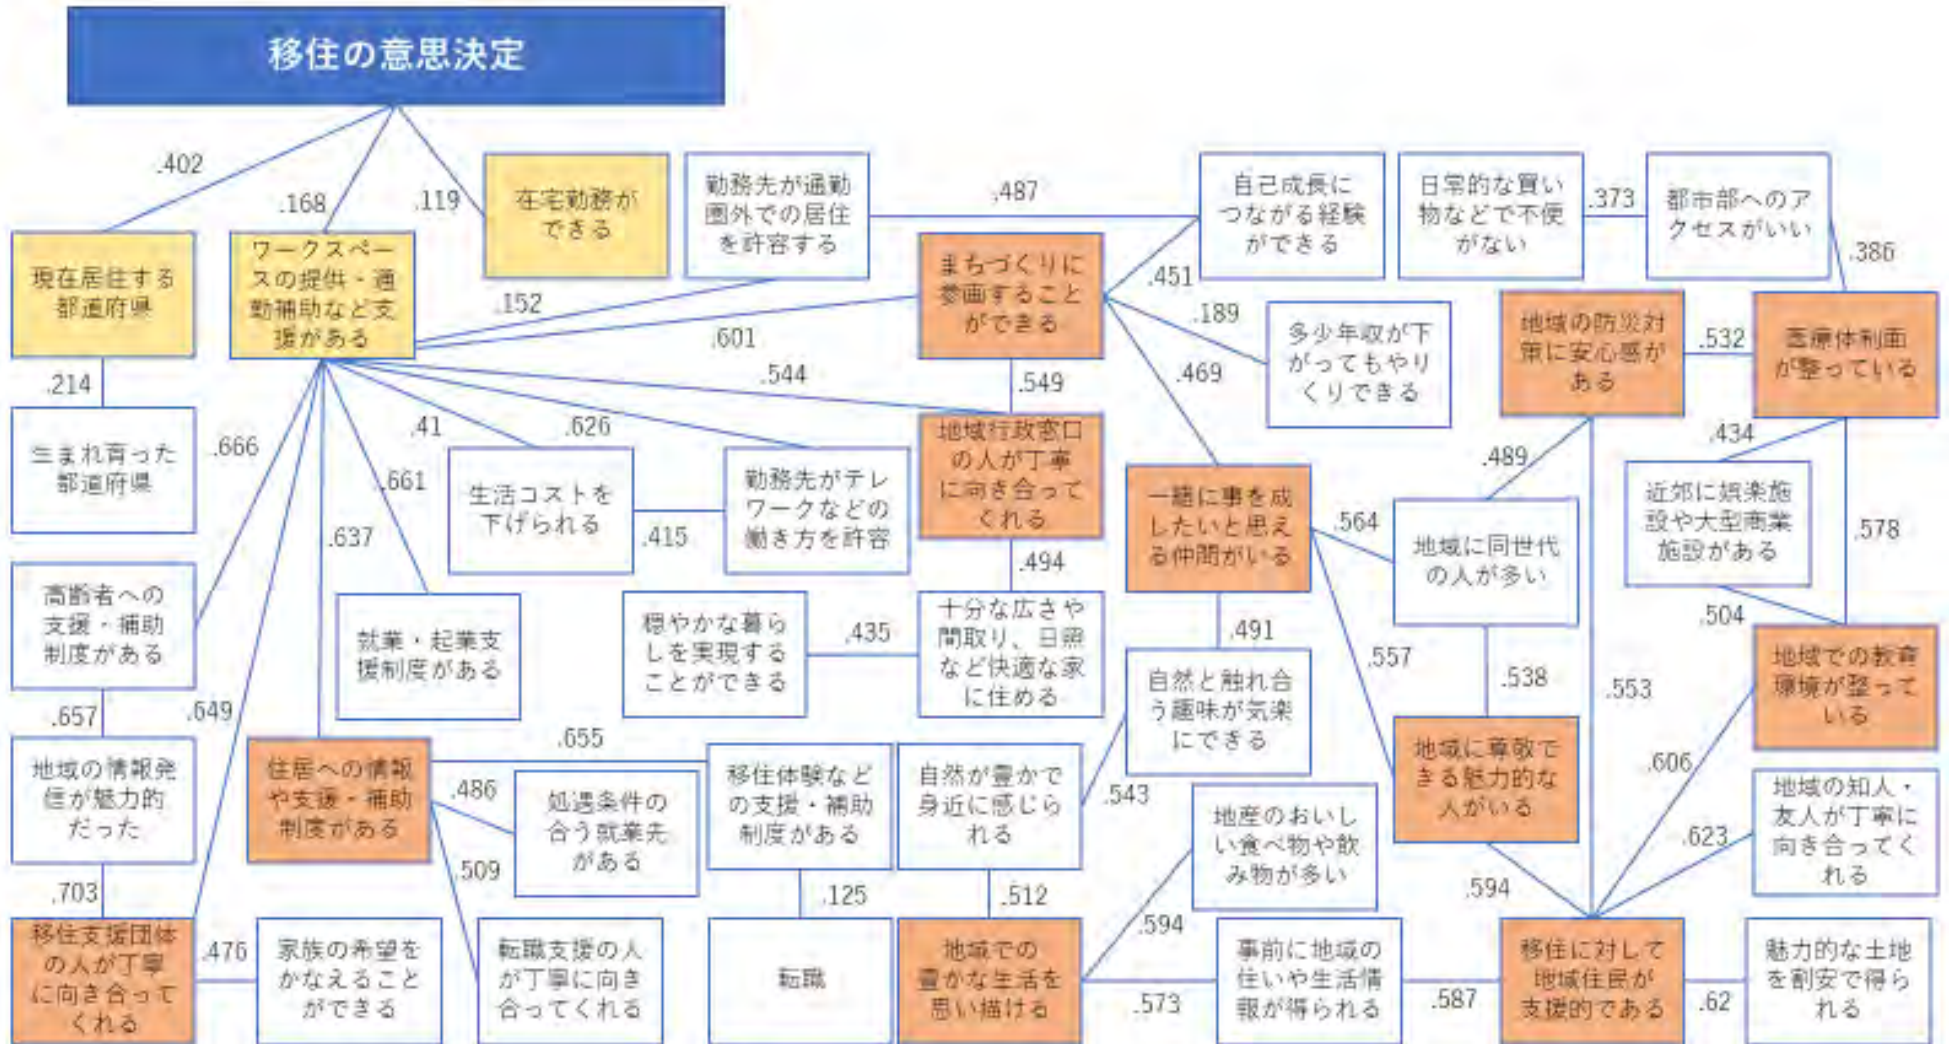 移住の意思決定
.402
.168
.119
在宅勤務が
できる
勤務先が通勤
圏外での居住
を許容する
.487
自己成長に
つながる経験
ができる
日常的な買い
物などで不便
がない
.373
都市部へのア
クセスがいい
.386
現在居住する
都道府県
ワークスペー
スの提供・通
勤補助など支
援がある
.152
.601
まちづくりに
参画すること
ができる
.451
.189
多少年収が下
がってもやり
くりできる
.469
地域の防災対
策に安心感が
ある
.532
医療体制面
が整っている
.214
.544
.549
生まれ育った
都道府県
.666
.41
.661
.626
生活コストを
下げられる
.415
勤務先がテレ
ワークなどの
働き方を許容
地域行政窓口
の人が丁寧
に向き合って
くれる
一緒に事を成
したいと思え
る仲間がいる
.564
.489
地域に同世代
の人が多い
.434
近郊に娯楽施
設や大型商業
施設がある
.578
.637
.494
高齢者への
支援・補助
制度がある
就業・起業支
援制度がある
穏やかな暮ら
しを実現する
ことができる
.435
十分な広さや
間取り、日照
など快適な家
に住める
.491
.557
.538
.553
.504
地域での教育
環境が整って
いる
.657
.649
自然と触れ合
う趣味が気楽
にできる
地域の情報発
信が魅力的
だった
住居への情報
や支援・補助
制度がある
.655
.486
処遇条件の
合う就業先
がある
.509
移住体験など
の支援・補助
制度がある
自然が豊かで
身近に感じら
れる
.543
地産のおいし
い食べ物や飲
み物が多い
地域に尊敬で
きる魅力的な
人がいる
.606
地域の知人・
友人が丁寧に
向き合ってく
れる
.623
.703
.125
.512
.594
.594
移住支援団体
の人が丁寧
に向き合って
くれる
.476
家族の希望を
かなえること
ができる
転職支援の人
が丁寧に向き
合ってくれる
転職
地域での
豊かな生活を
思い描ける
.573
事前に地域の
住いや生活情
報が得られる
.587
移住に対して
地域住民が
支援的である
.62
魅力的な土地
を割安で得ら
れる